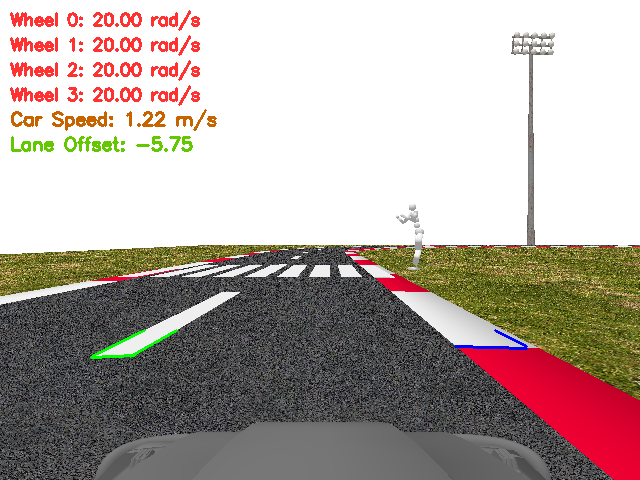 Wheel 0: 20.00 rad/s
Wheel 1: 20.00 rad/s
Wheel 2: 20.00 rad/s
Wheel 3: 20.00 rad/s
Car Speed: 1.22 m/s
Lane Offset: -5.75